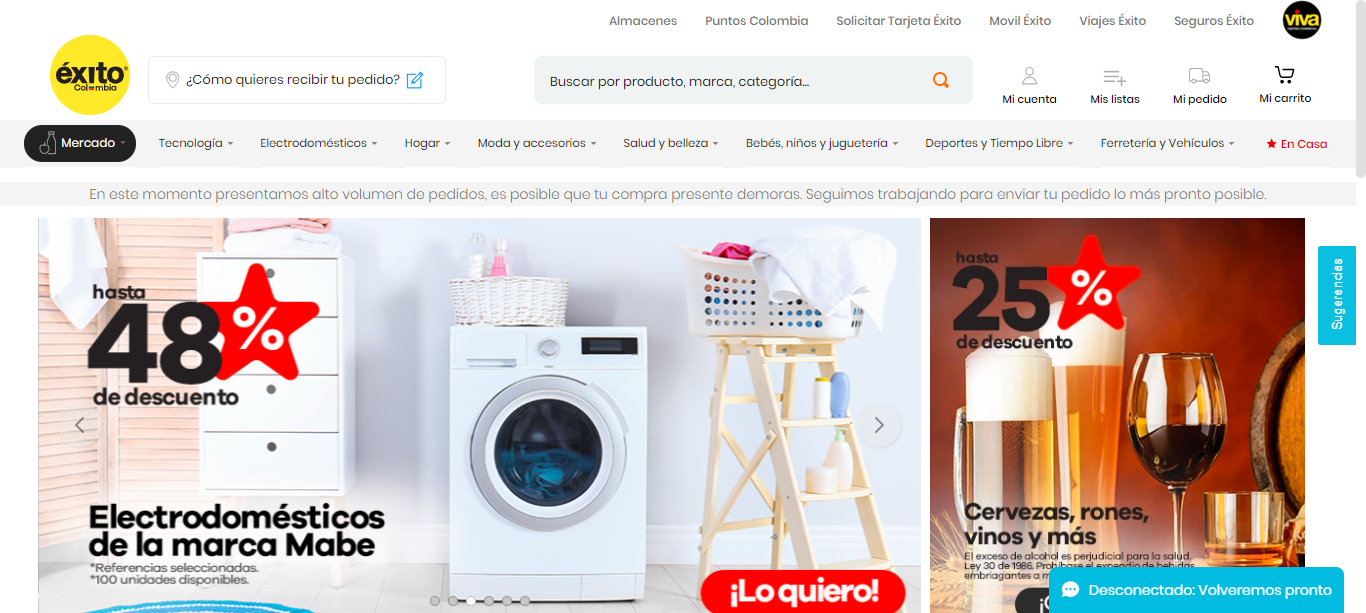 Almacenes
Puntos Colombia
Solicitar Tarjeta Éxito
Movil Éxito
Viajes Éxito
Seguros Éxito
viva
éxito
Colombia
¿Cómo quieres recibir tu pedido?
Buscar por producto, marca, categoría...
Mi cuenta
Mis listas
Mi pedido
Mi carrito
Mercado
Tecnología
Electrodomésticos
Hogar
Moda y accesorios
Salud y belleza
Bebés, niños y juguetería
Deportes y Tiempo Libre
Ferretería y Vehículos
En Casa
En este momento presentamos alto volumen de pedidos, es posible que tu compra presente demoras. Seguimos trabajando para enviar tu pedido lo más pronto posible.
hasta
48%
de descuento
Electrodomésticos
de la marca Mabe
*Referencias seleccionadas.
*100 unidades disponibles.
¡Lo quiero!
hasta
25%
de descuento
Cervezas, rones,
vinos y más
El exceso de alcohol es perjudicial para la salud.
Ley 30 de 1986. Prohíbase el expendio de bebidas
embriagantes a
Sugerencias
Desconectado: Volveremos pronto